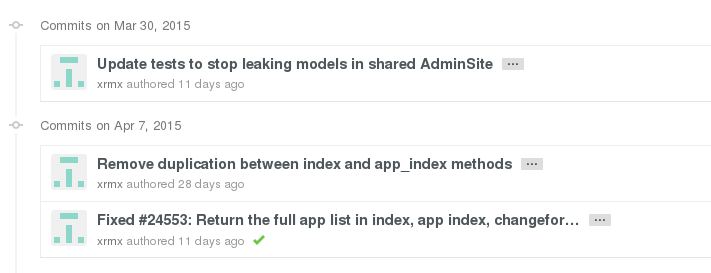 Commits on Mar 30, 2015
Update tests to stop leaking models in shared AdminSite ...
xrmx authored 11 days ago
Commits on Apr 7, 2015
Remove duplication between index and app_index methods ...
xrmx authored 28 days ago
Fixed #24553: Return the full app list in index, app index, changefor... ...
xrmx authored 11 days ago